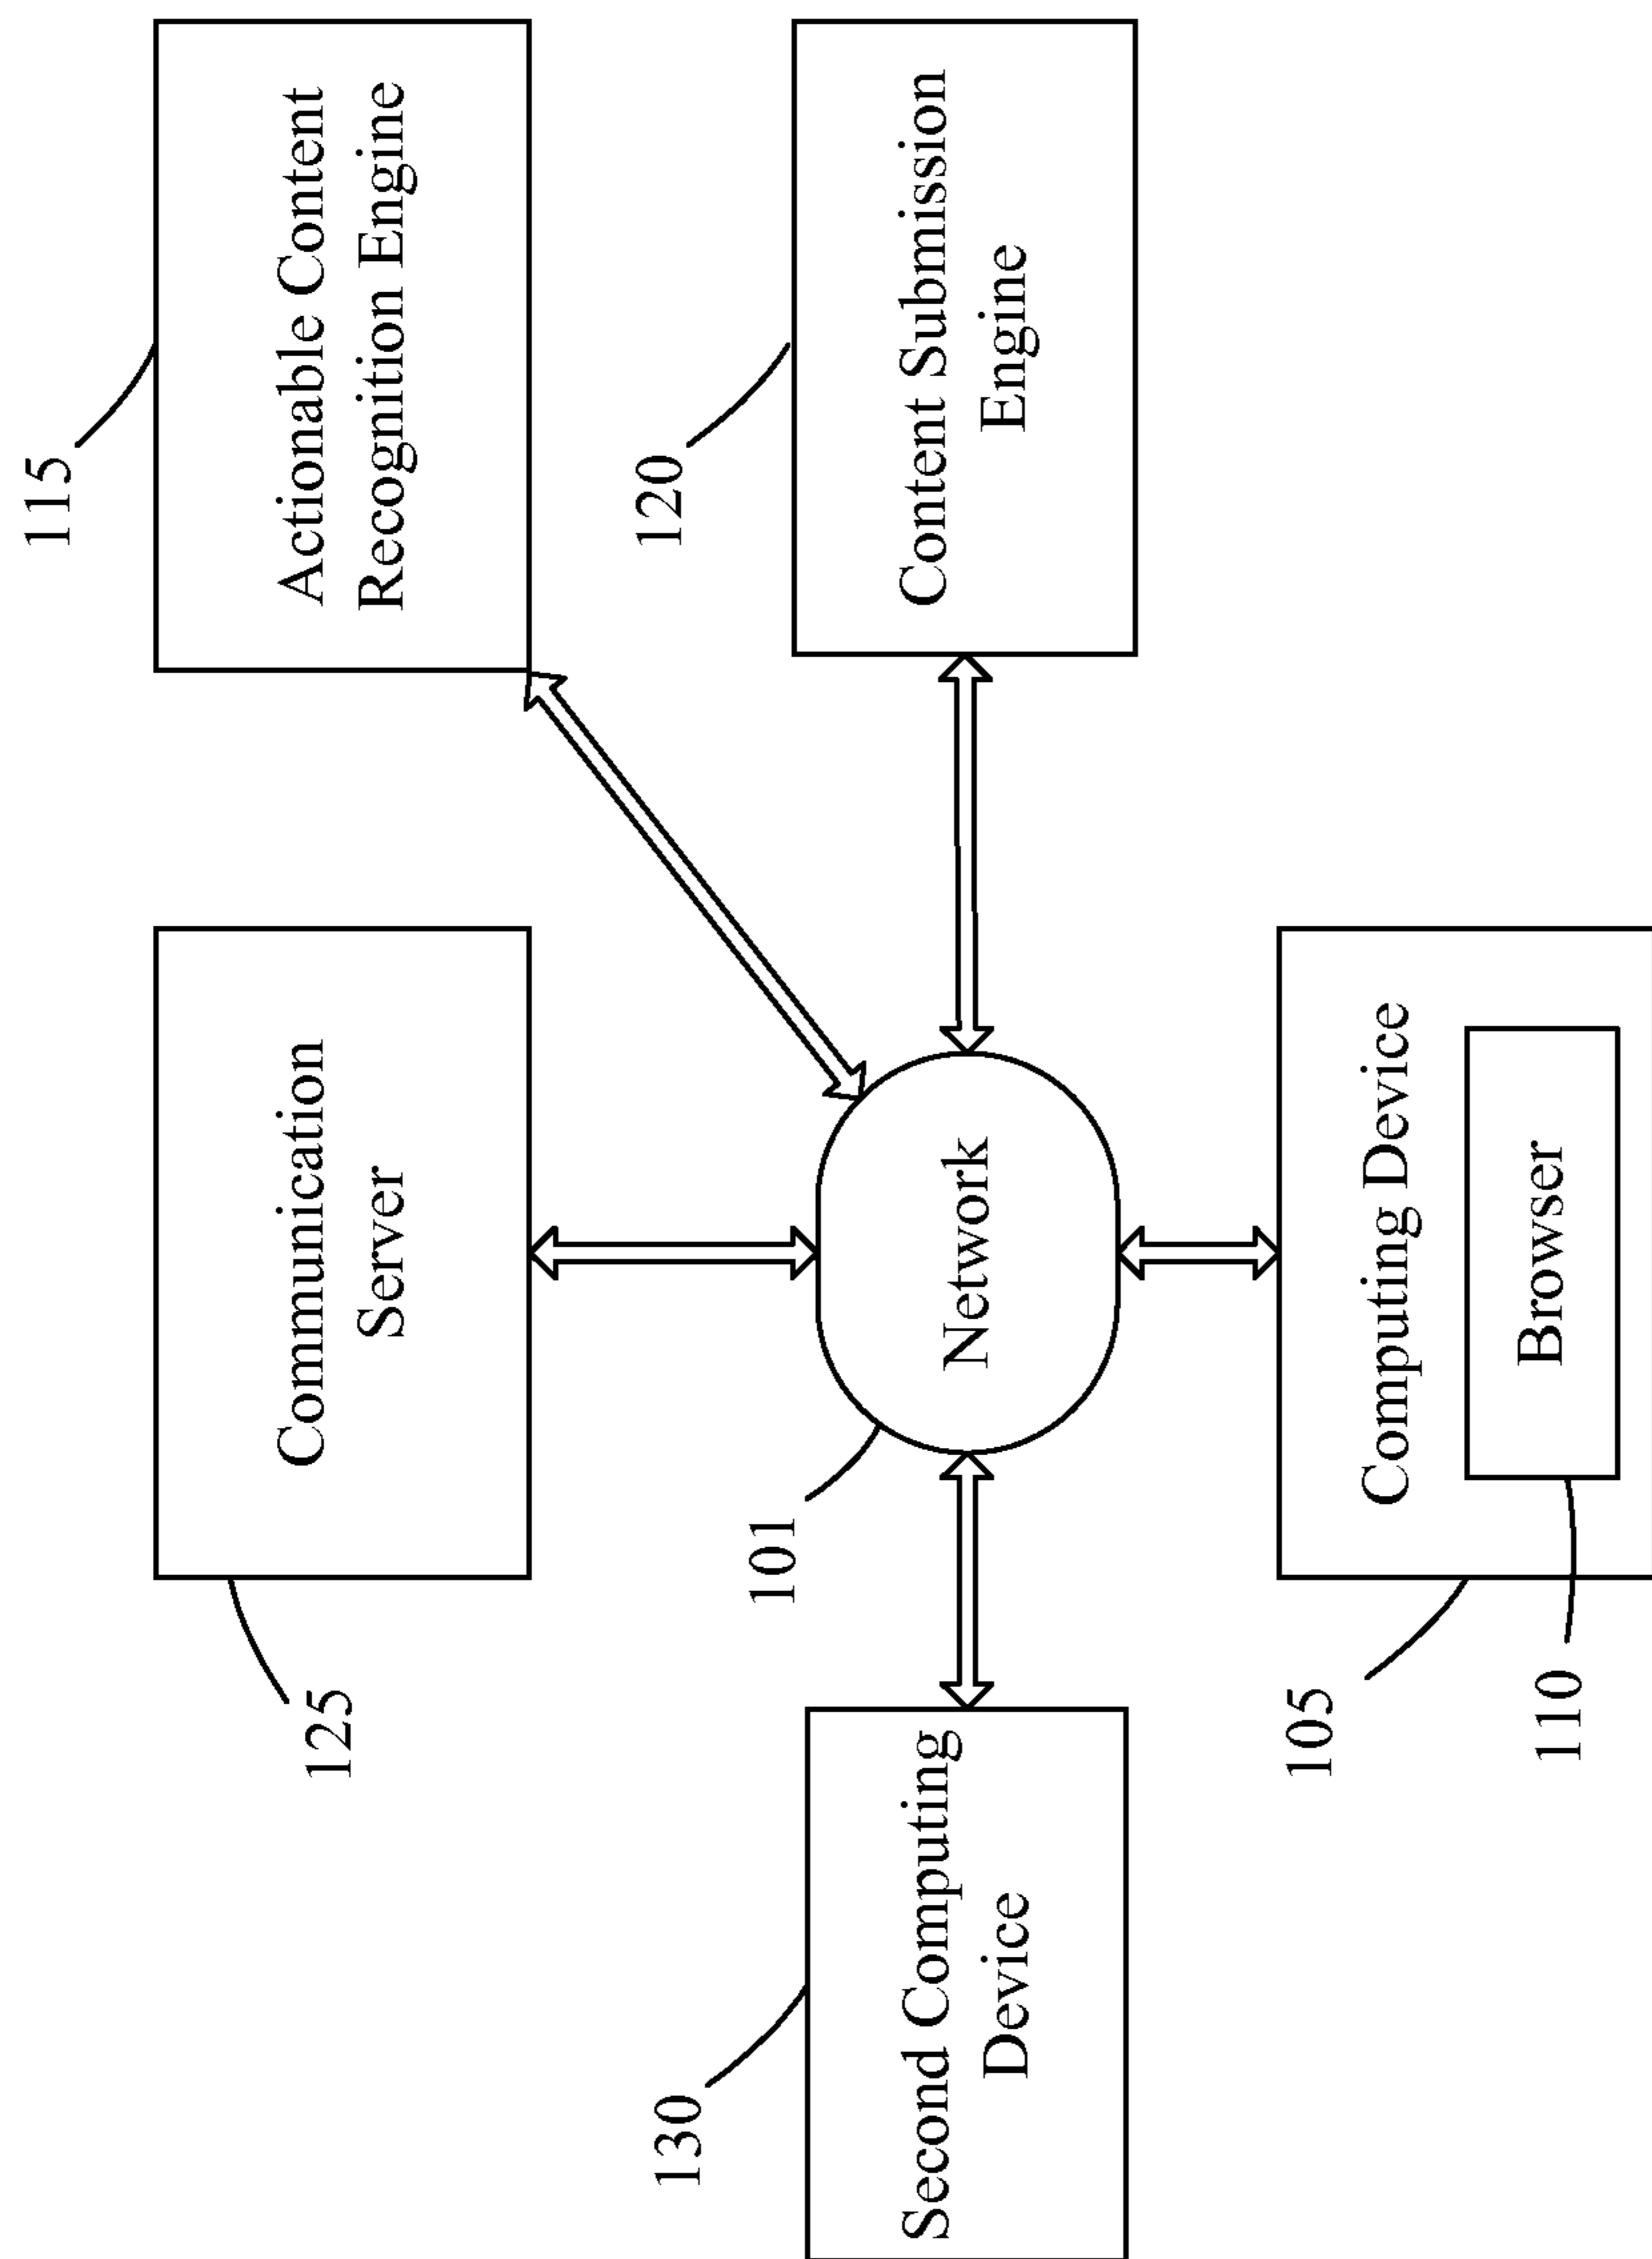 125
Communication
Server
115
Actionable Content
Recognition Engine
130
Second Computing
Device
101
Network
120
Content Submission
Engine
105
Computing Device
110
Browser